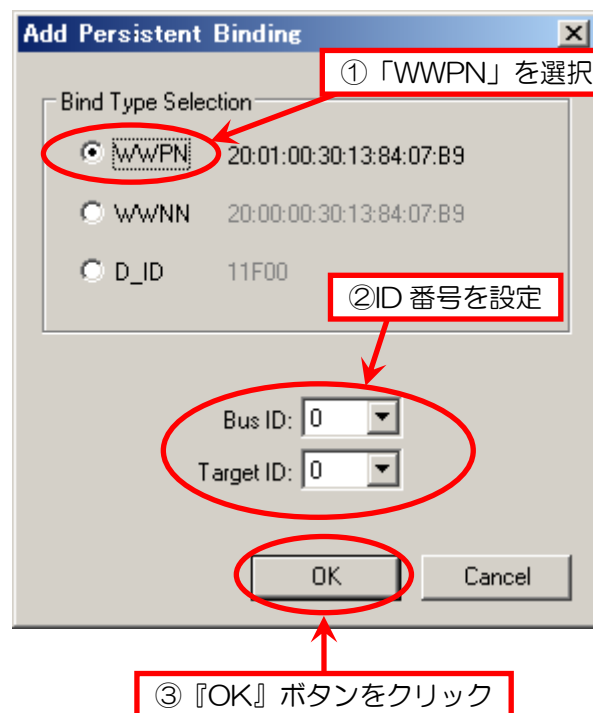 Add Persistent Binding
①「WWPN」を選択
Bind Type Selection
WWPN 20:01:00:30:13:84:07:B9
WWNN 20:00:00:30:13:84:07:B9
D_ID 11F00
②ID 番号を設定
Bus ID: 0
Target ID: 0
OK Cancel
③『OK』ボタンをクリック